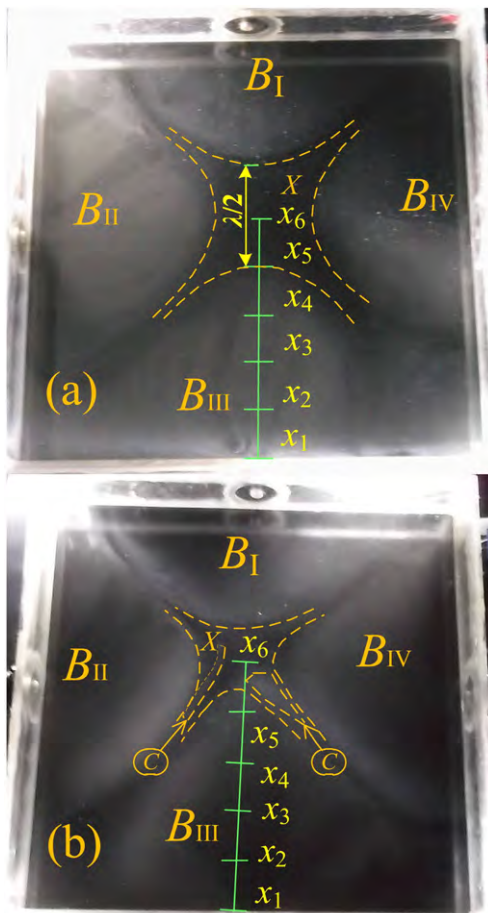 B_I
λ/2
X
B_II
x_6
B_IV
x_5
x_4
x_3
(a)
B_III
x_2
x_1
B_I
X
x_6
B_II
B_IV
x_5
C
C
x_4
x_3
B_III
(b)
x_2
x_1